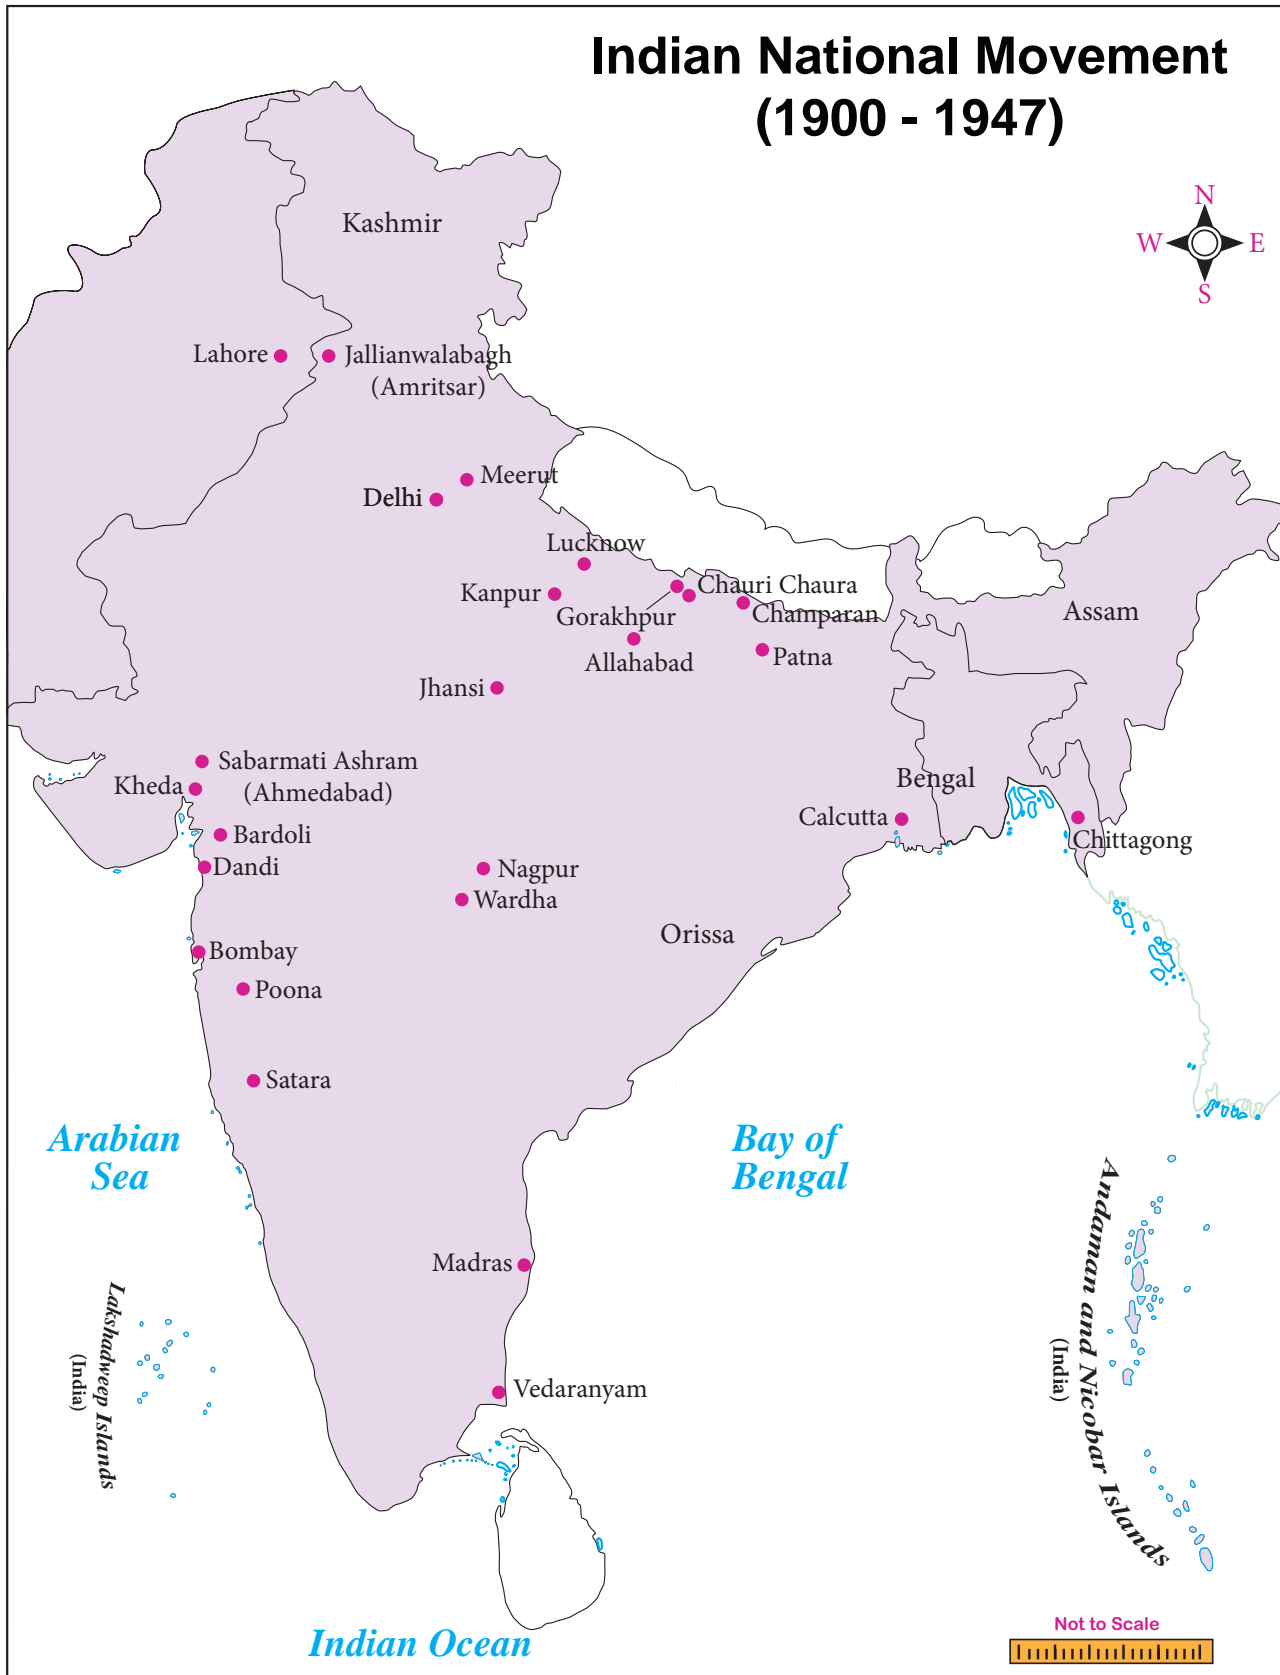 Indian National Movement
(1900 - 1947)
N
W
E
S
Kashmir
Lahore
Jallianwalabagh
(Amritsar)
Meerut
Delhi
Lucknow
Kanpur
Chauri Chaura
Gorakhpur
Champaran
Assam
Allahabad
Patna
Jhansi
Sabarmati Ashram
(Ahmedabad)
Kheda
Bengal
Calcutta
Bardoli
Chittagong
Dandi
Nagpur
Wardha
Orissa
Bombay
Poona
Satara
Arabian
Sea
Bay of
Bengal
Madras
Lakshadweep Islands
(India)
Andaman and Nicobar Islands
(India)
Vedaranyam
Indian Ocean
Not to Scale